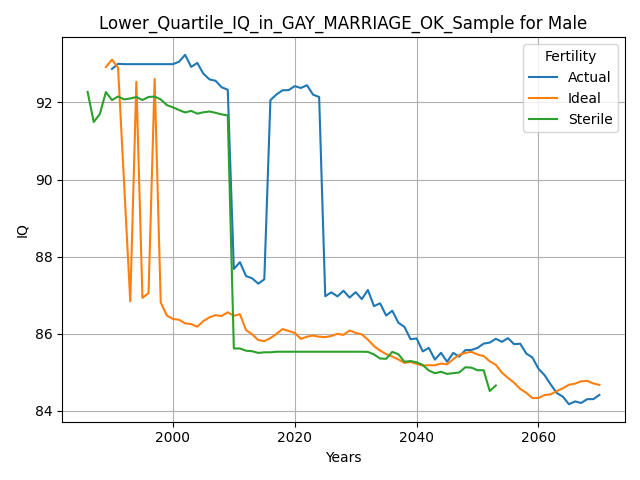 Lower_Quartile_IQ_in_GAY_MARRIAGE_OK_Sample for Male
Fertility
Actual
Ideal
Sterile
92
90
88
86
84
IQ
2000
2020
2040
2060
Years